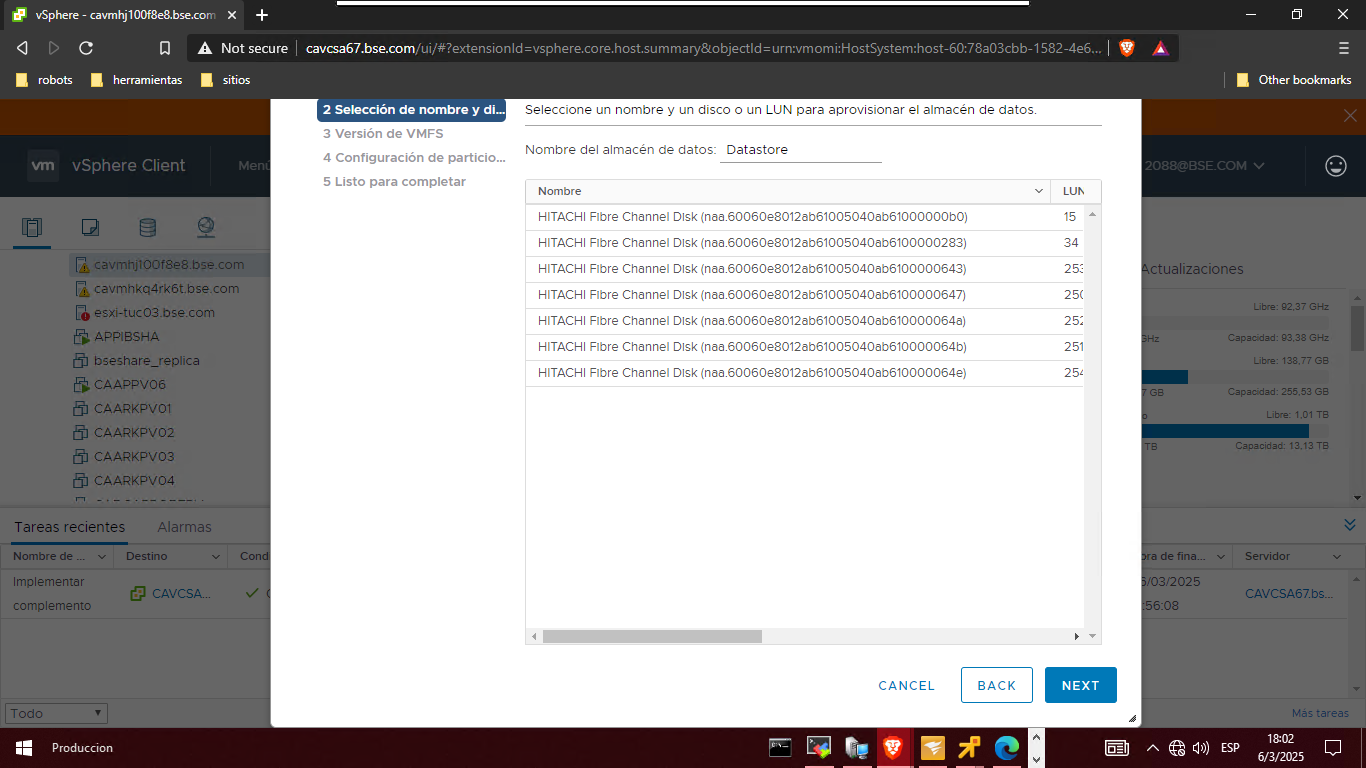 vSphere - cavmhj100f8e8.bse.com
Not secure
cavcsa67.bse.com/ui/#?extensionId=vsphere.core.host.summary&objectId=urn:vmomi:HostSystem:host-60:78a03cbb-1582-4e6...
robots
herramientas
sitios
Other bookmarks
vm
vSphere Client
Menú
2088@BSE.COM
2 Selección de nombre y di...
3 Versión de VMFS
4 Configuración de particio...
5 Listo para completar
Seleccione un nombre y un disco o un LUN para aprovisionar el almacén de datos.
Nombre del almacén de datos: Datastore
Nombre LUN
HITACHI Fibre Channel Disk (naa.60060e8012ab61005040ab61000000b0) 15
HITACHI Fibre Channel Disk (naa.60060e8012ab61005040ab6100000283) 34
HITACHI Fibre Channel Disk (naa.60060e8012ab61005040ab6100000643) 253
HITACHI Fibre Channel Disk (naa.60060e8012ab61005040ab6100000647) 250
HITACHI Fibre Channel Disk (naa.60060e8012ab61005040ab610000064a) 252
HITACHI Fibre Channel Disk (naa.60060e8012ab61005040ab610000064b) 251
HITACHI Fibre Channel Disk (naa.60060e8012ab61005040ab610000064e) 254
CANCEL
BACK
NEXT
cavmhj100f8e8.bse.com
cavmhkq4rk6t.bse.com
esxi-tuc03.bse.com
APPIBSHA
bseshare_replica
CAAPPV06
CAARKPV01
CAARKPV02
CAARKPV03
CAARKPV04
Actualizaciones
Libre: 92,37 GHz
GHz Capacidad: 93,38 GHz
Libre: 138,77 GB
7 GB Capacidad: 255,53 GB
o Libre: 1,01 TB
TB Capacidad: 13,13 TB
Tareas recientes
Alarmas
Nombre de ... Destino Cond ora de fina... Servidor
Implementar
complemento
CAVCSA...
6/03/2025
:56:08
CAVCSA67.bs...
Todo
Más tareas
Produccion
ESP
18:02
6/3/2025